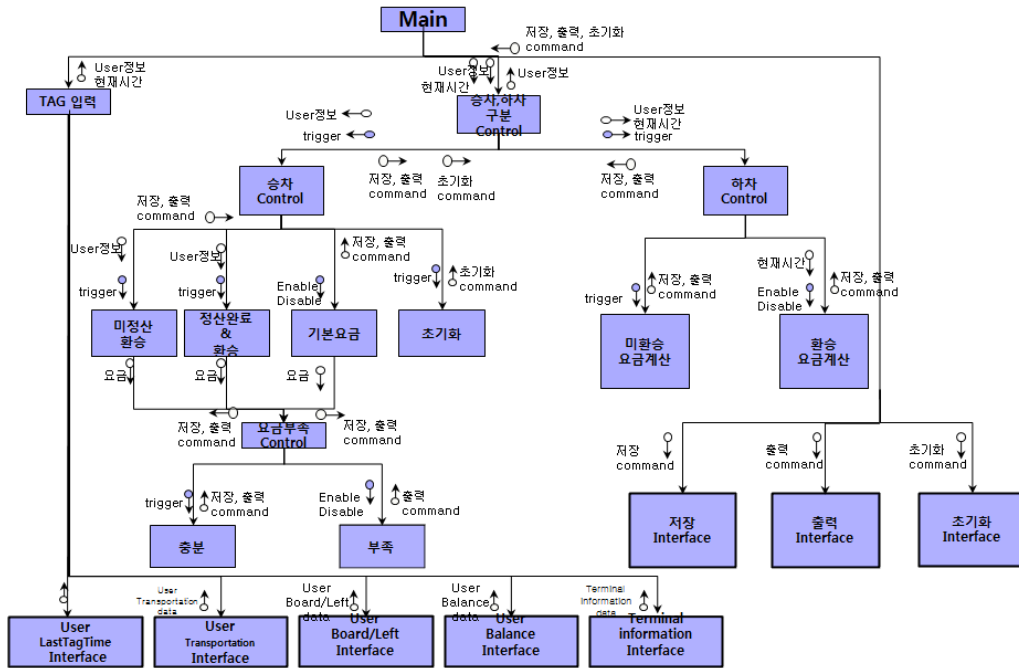 Main
저장, 출력, 초기화
command
User정보
현재시간
User정보
현재시간
User정보
TAG 입력
승차,하차
구분
Control
User정보
trigger
User정보
현재시간
trigger
저장, 출력
command
초기화
command
저장, 출력
command
승차
Control
하차
Control
저장, 출력
command
User정보
User정보
저장, 출력
command
trigger
trigger
Enable
Disable
trigger
초기화
command
trigger
저장, 출력
command
현재시간
Enable
Disable
저장, 출력
command
미정산
환승
정산완료
&
환승
기본요금
초기화
미환승
요금계산
환승
요금계산
요금
요금
요금
저장, 출력
command
요금부족
Control
저장, 출력
command
저장
command
출력
command
초기화
command
trigger
저장, 출력
command
Enable
Disable
출력
command
충분
부족
저장
Interface
출력
Interface
초기화
Interface
User
Transportation
data
User
Board/Left
data
User
Balance
data
Terminal
information
data
User
LastTagTime
Interface
User
Transportation
Interface
User
Board/Left
Interface
User
Balance
Interface
Terminal
information
Interface